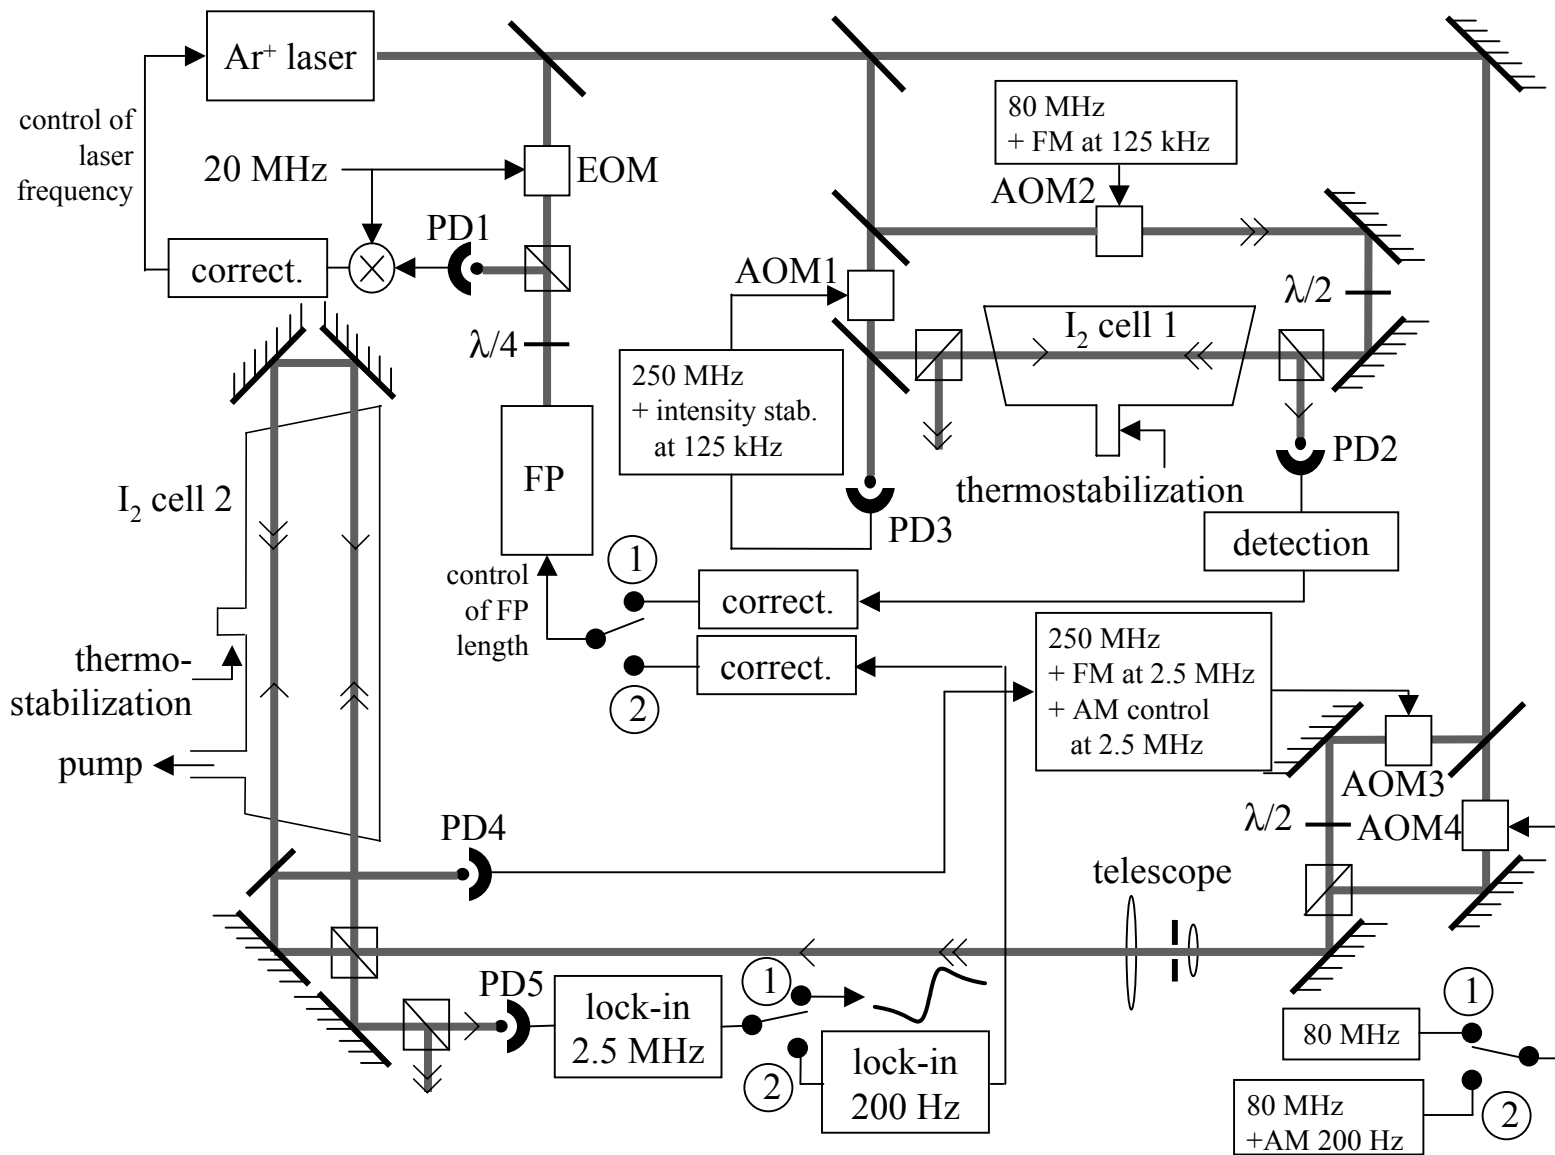 Ar⁺ laser
control of
laser
frequency
20 MHz
EOM
80 MHz
+ FM at 125 kHz
AOM2
PD1
correct.
AOM1
λ/2
λ/4
I₂ cell 1
250 MHz
+ intensity stab.
at 125 kHz
FP
PD2
thermostabilization
I₂ cell 2
PD3
detection
1
control
of FP
length
correct.
correct.
2
250 MHz
+ FM at 2.5 MHz
+ AM control
at 2.5 MHz
thermo-
stabilization
pump
AOM3
λ/2
AOM4
PD4
telescope
PD5
1
lock-in
2.5 MHz
2
lock-in
200 Hz
1
80 MHz
80 MHz
+AM 200 Hz
2